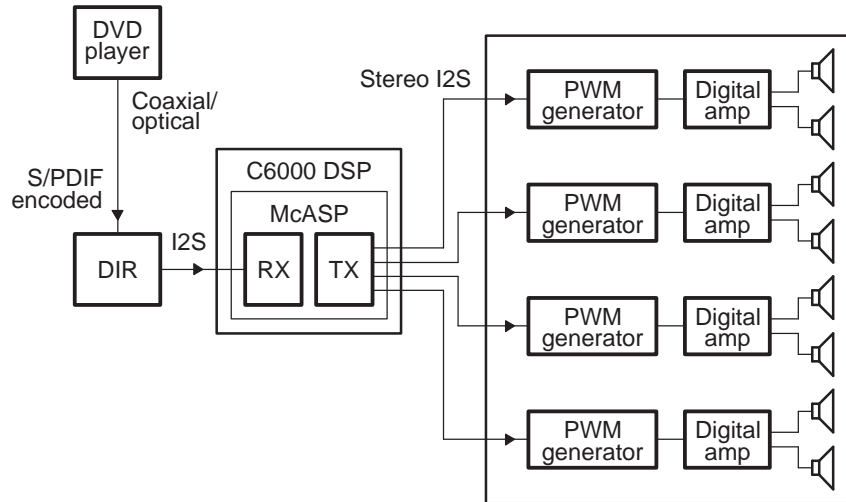 DVD
player
Coaxial/
optical
S/PDIF
encoded
DIR
I2S
C6000 DSP
McASP
RX
TX
Stereo I2S
PWM
generator
Digital
amp
PWM
generator
Digital
amp
PWM
generator
Digital
amp
PWM
generator
Digital
amp